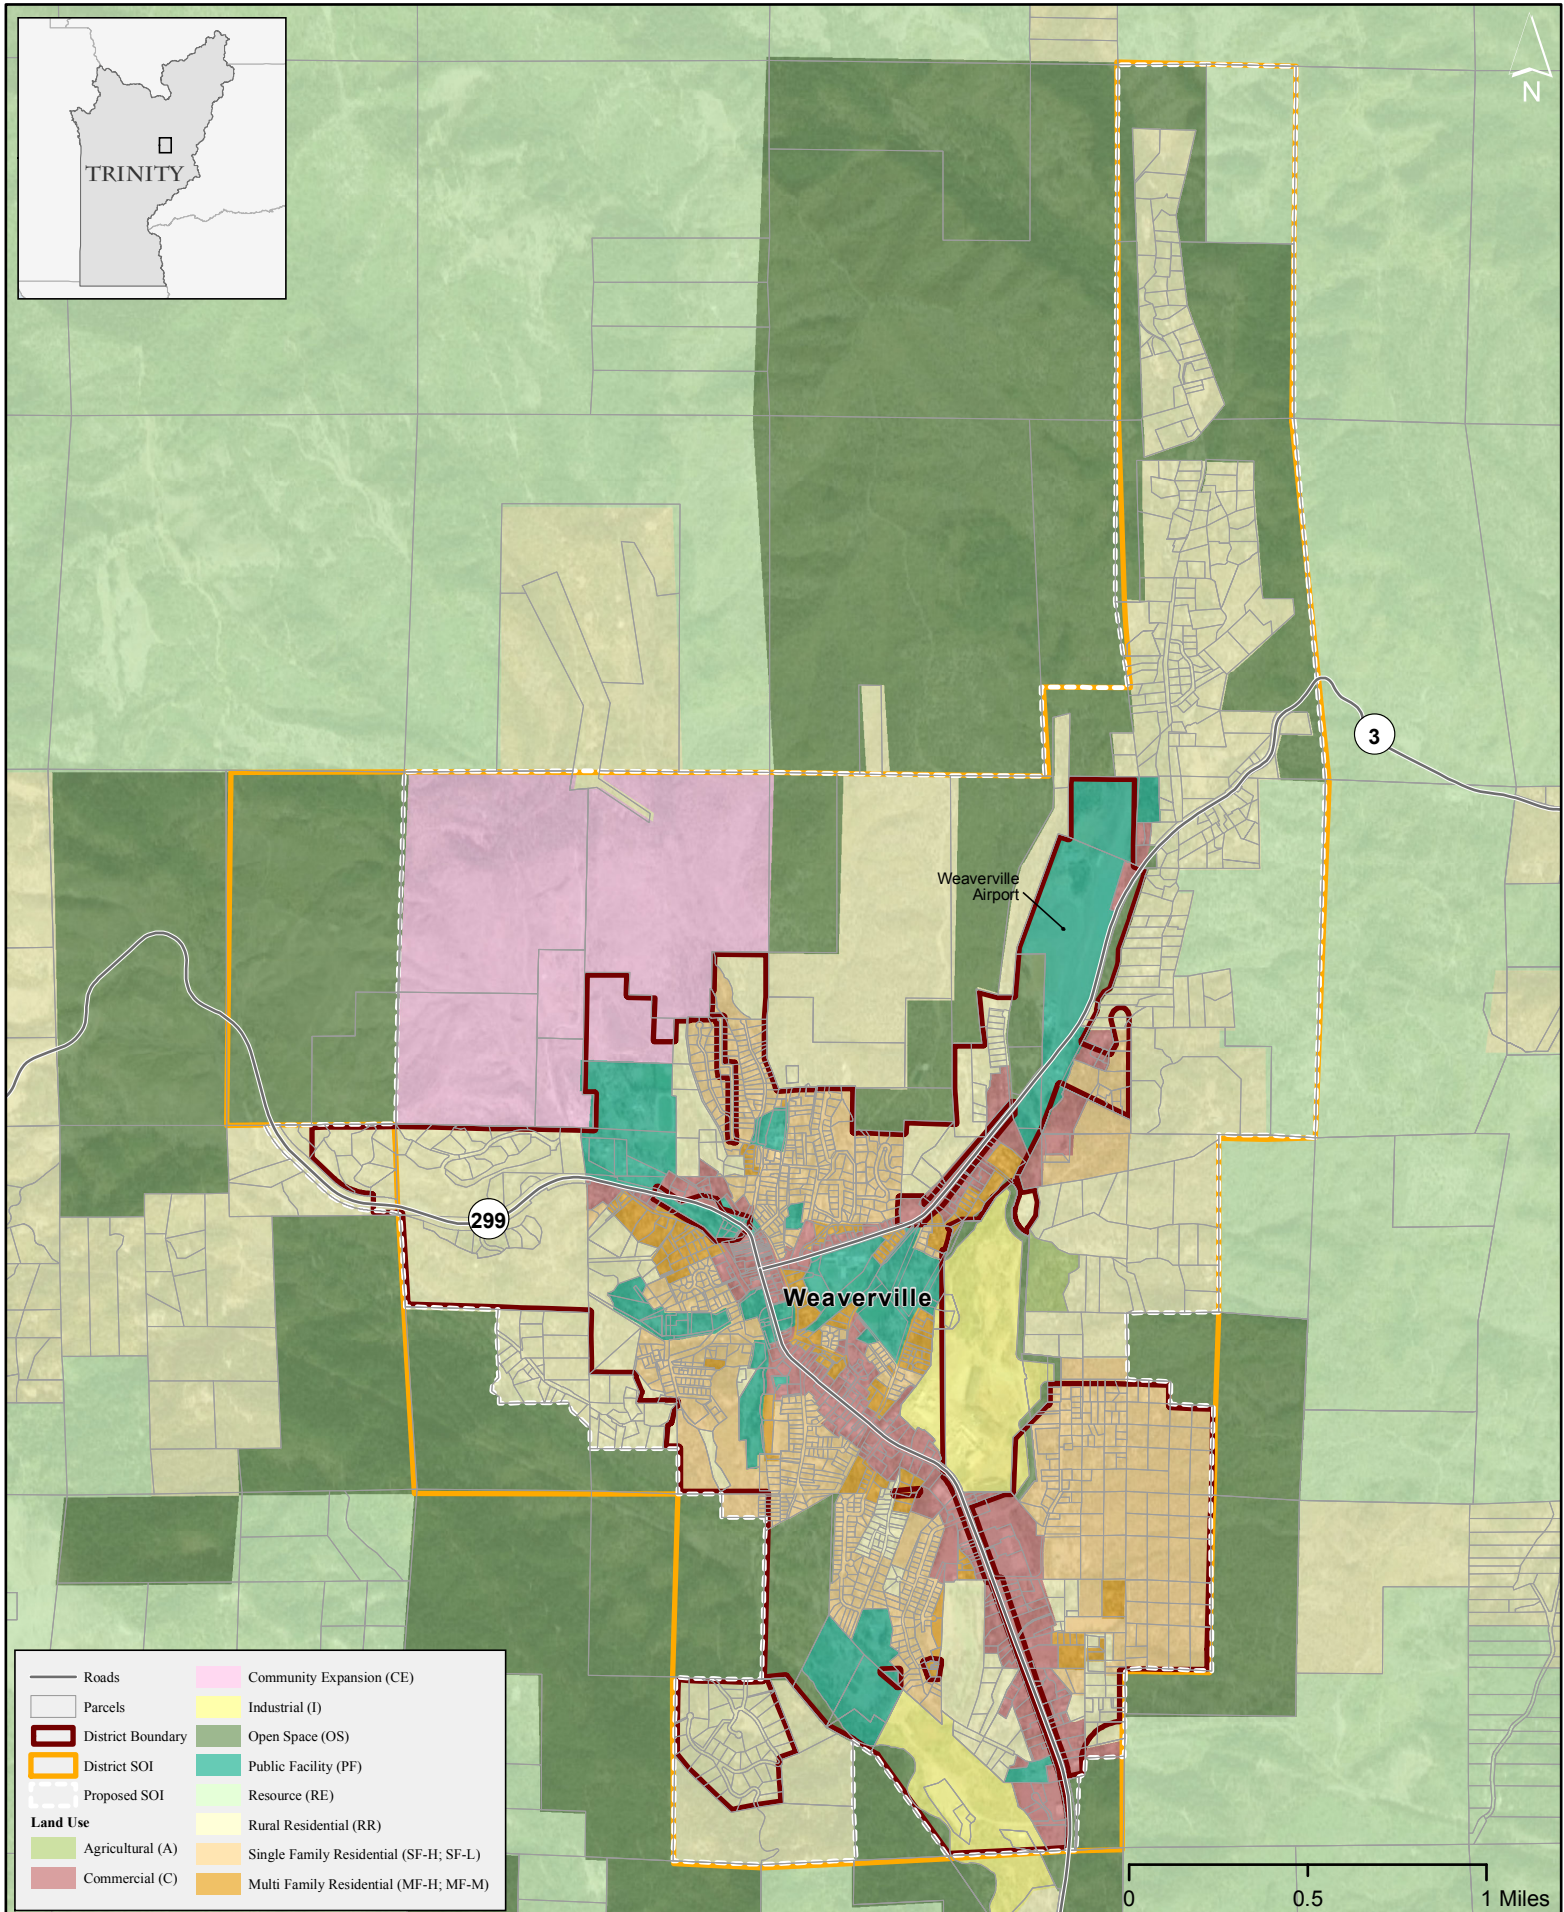 TRINITY
N
3
Weaverville
Airport
299
Weaverville
Roads
Parcels
District Boundary
District SOI
Proposed SOI
Land Use
Agricultural (A)
Commercial (C)
Community Expansion (CE)
Industrial (I)
Open Space (OS)
Public Facility (PF)
Resource (RE)
Rural Residential (RR)
Single Family Residential (SF-H; SF-L)
Multi Family Residential (MF-H; MF-M)
0 0.5 1 Miles